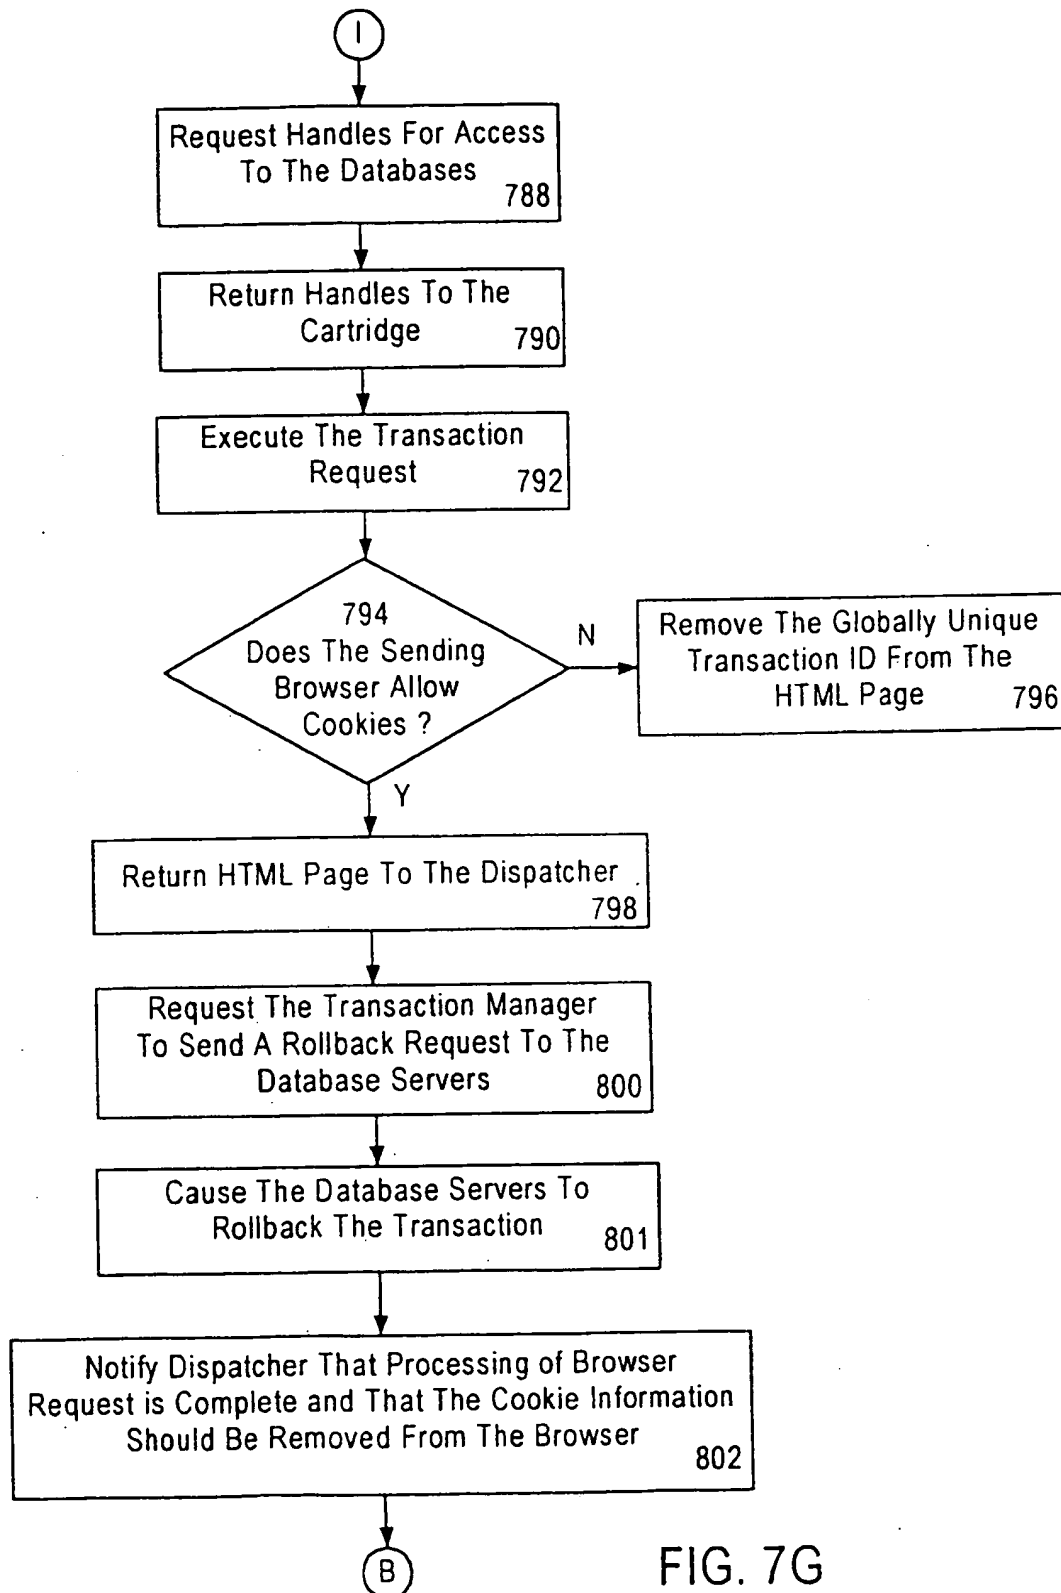 I
Request Handles For Access
To The Databases
788
Return Handles To The
Cartridge
790
Execute The Transaction
Request
792
794
Does The Sending
Browser Allow
Cookies ?
N
Remove The Globally Unique
Transaction ID From The
HTML Page
796
Y
Return HTML Page To The Dispatcher
798
Request The Transaction Manager
To Send A Rollback Request To The
Database Servers
800
Cause The Database Servers To
Rollback The Transaction
801
Notify Dispatcher That Processing of Browser
Request is Complete and That The Cookie Information
Should Be Removed From The Browser
802
B
FIG. 7G